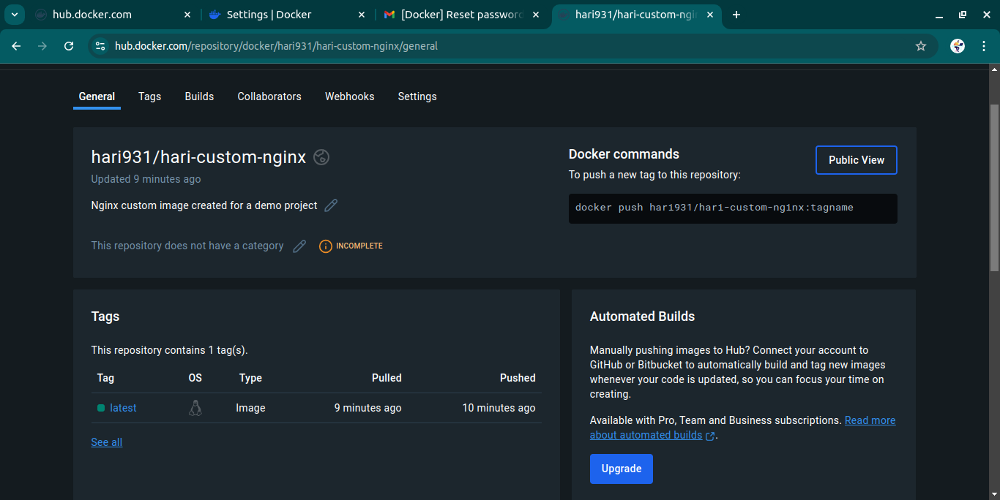 hub.docker.com
Settings | Docker
[Docker] Reset password
hari931/hari-custom-ngi
hub.docker.com/repository/docker/hari931/hari-custom-nginx/general
General Tags Builds Collaborators Webhooks Settings
hari931/hari-custom-nginx
Updated 9 minutes ago
Nginx custom image created for a demo project
This repository does not have a category
INCOMPLETE
Docker commands
Public View
To push a new tag to this repository:
docker push hari931/hari-custom-nginx:tagname
Tags
This repository contains 1 tag(s).
Tag OS Type Pulled Pushed
latest Image 9 minutes ago 10 minutes ago
See all
Automated Builds
Manually pushing images to Hub? Connect your account to
GitHub or Bitbucket to automatically build and tag new images
whenever your code is updated, so you can focus your time on
creating.
Available with Pro, Team and Business subscriptions. Read more
about automated builds.
Upgrade